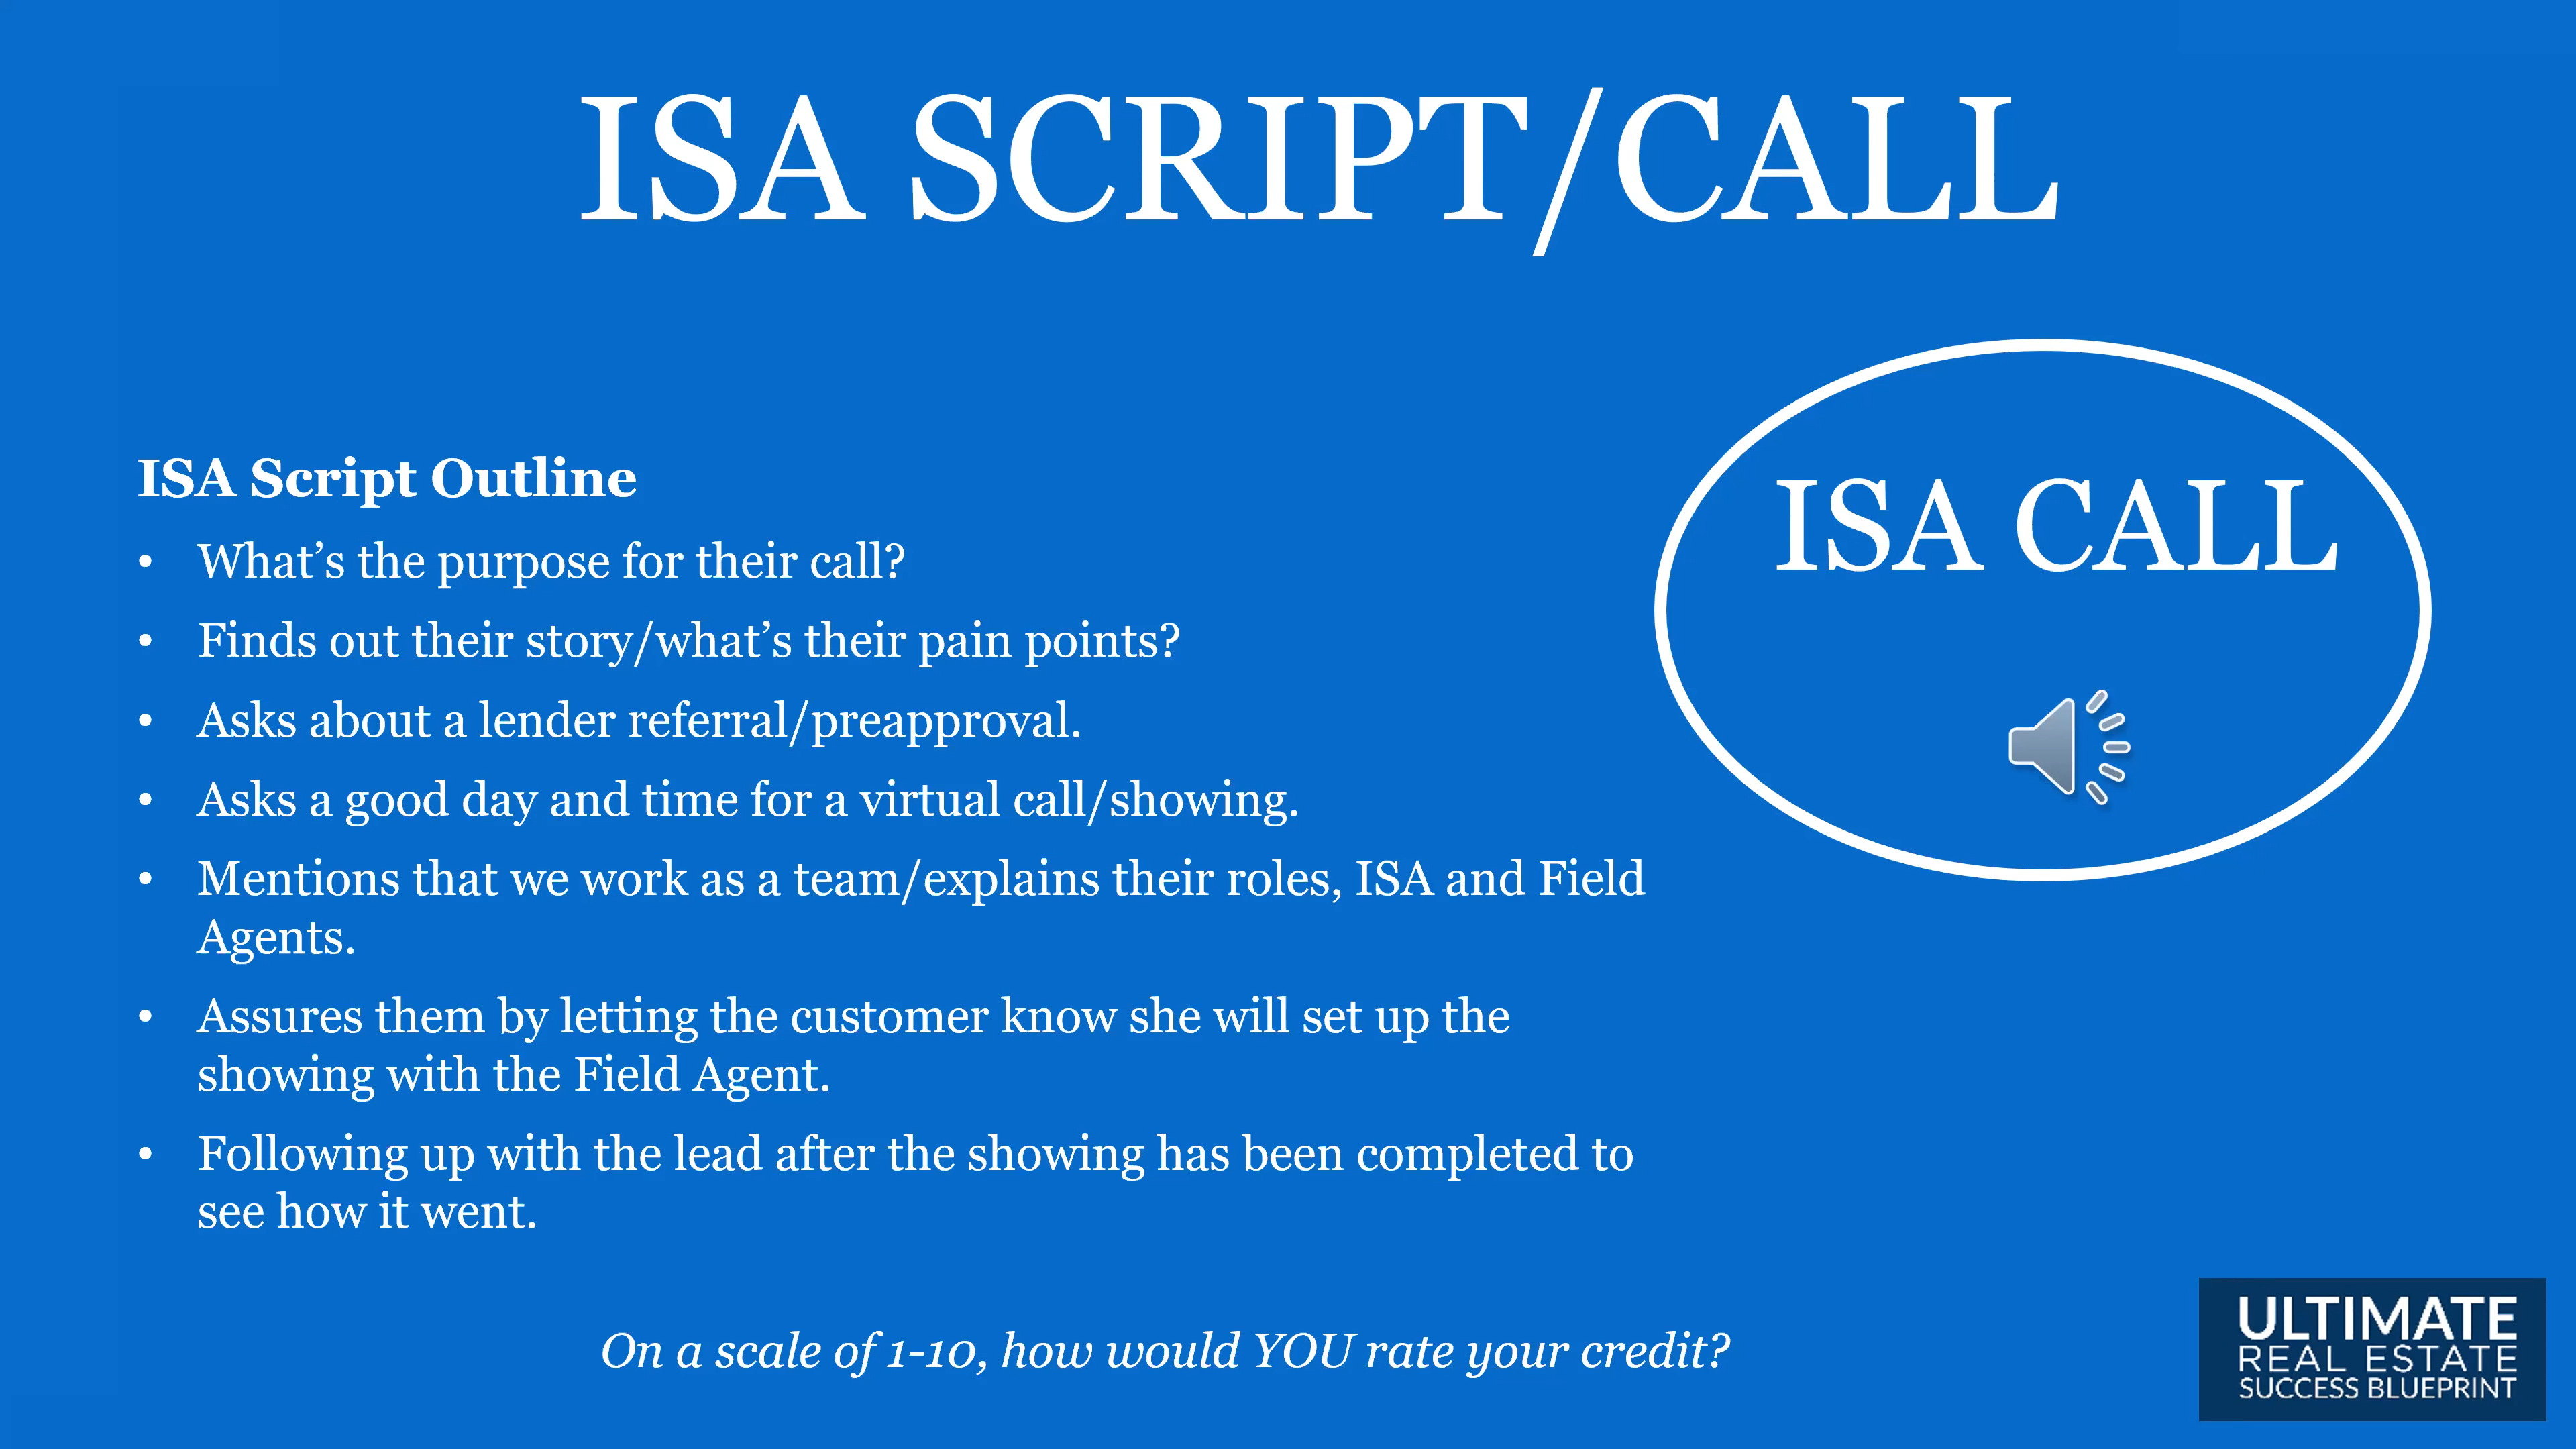 ISA SCRIPT/CALL
ISA Script Outline
• What’s the purpose for their call?
• Finds out their story/what’s their pain points?
• Asks about a lender referral/preapproval.
• Asks a good day and time for a virtual call/showing.
• Mentions that we work as a team/explains their roles, ISA and Field
Agents.
• Assures them by letting the customer know she will set up the
showing with the Field Agent.
• Following up with the lead after the showing has been completed to
see how it went.
On a scale of 1-10, how would YOU rate your credit?
ISA CALL
ULTIMATE
REAL ESTATE
SUCCESS BLUEPRINT